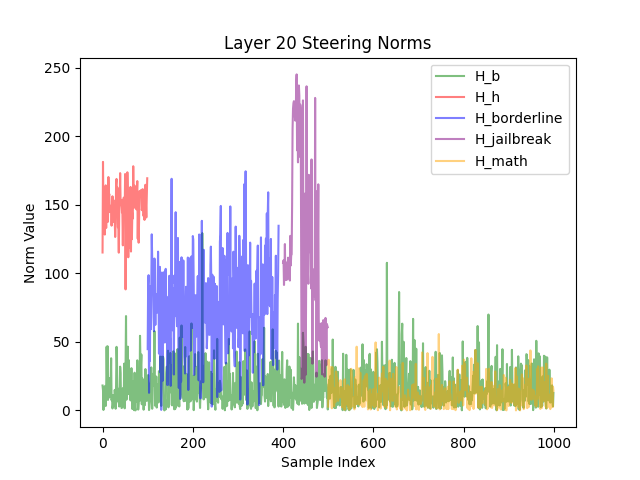 Layer 20 Steering Norms
250
200
150
100
50
0
Norm Value
H_b
H_h
H_borderline
H_jailbreak
H_math
0
200
400
600
800
1000
Sample Index